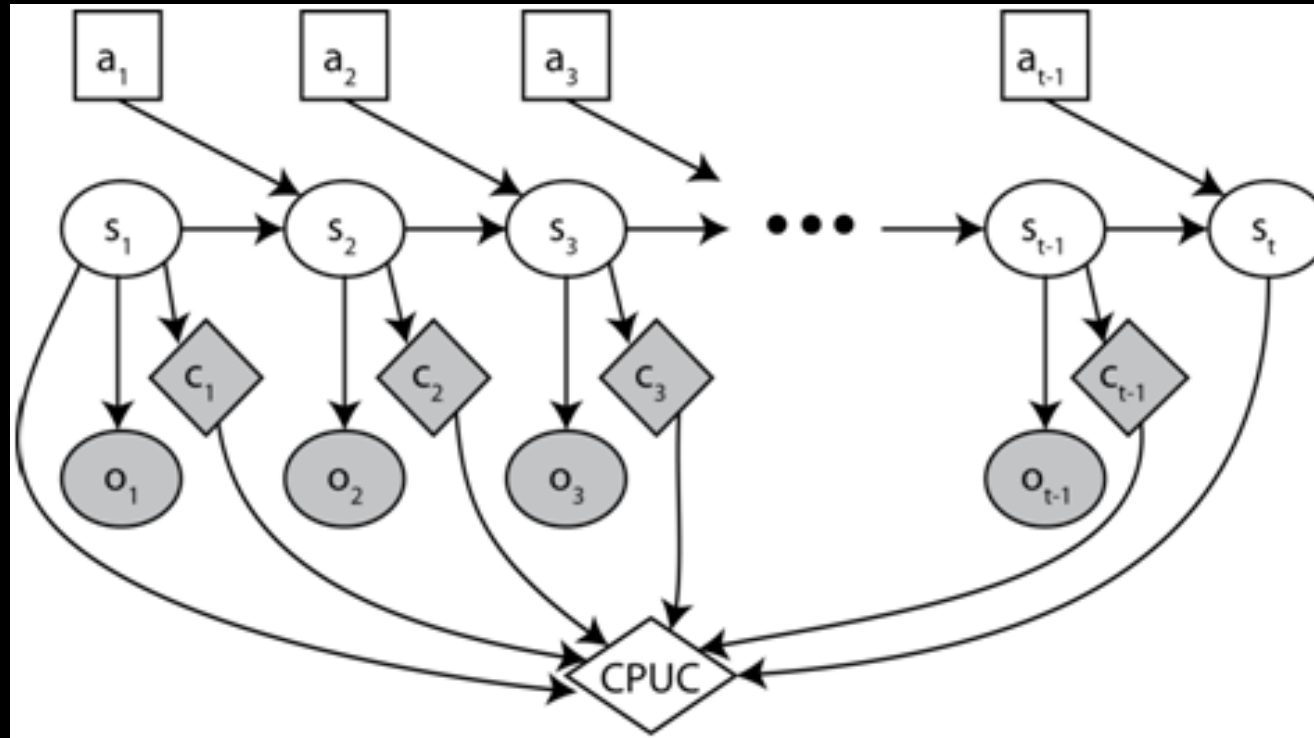 a₁ a₂ a₃ aₜ₋₁
s₁ s₂ s₃ ••• sₜ₋₁ sₜ
c₁ c₂ c₃ cₜ₋₁
o₁ o₂ o₃ oₜ₋₁
CPUC